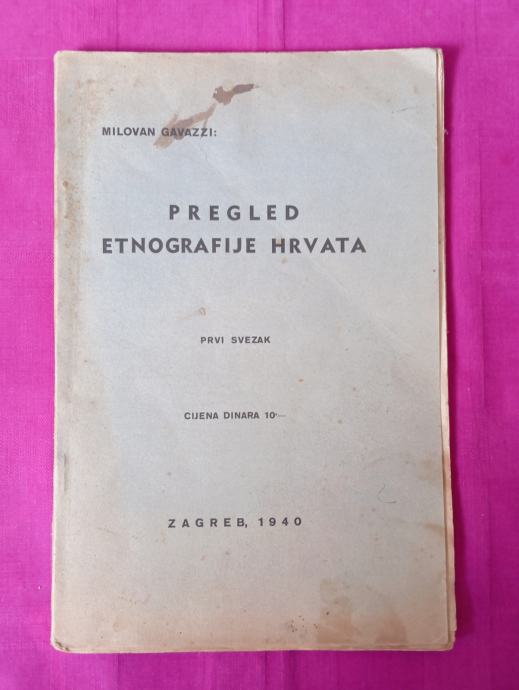 MILOVAN GAVAZZI:
PREGLED
ETNOGRAFIJE HRVATA
PRVI SVEZAK
CIJENA DINARA 10·—
ZAGREB, 1940